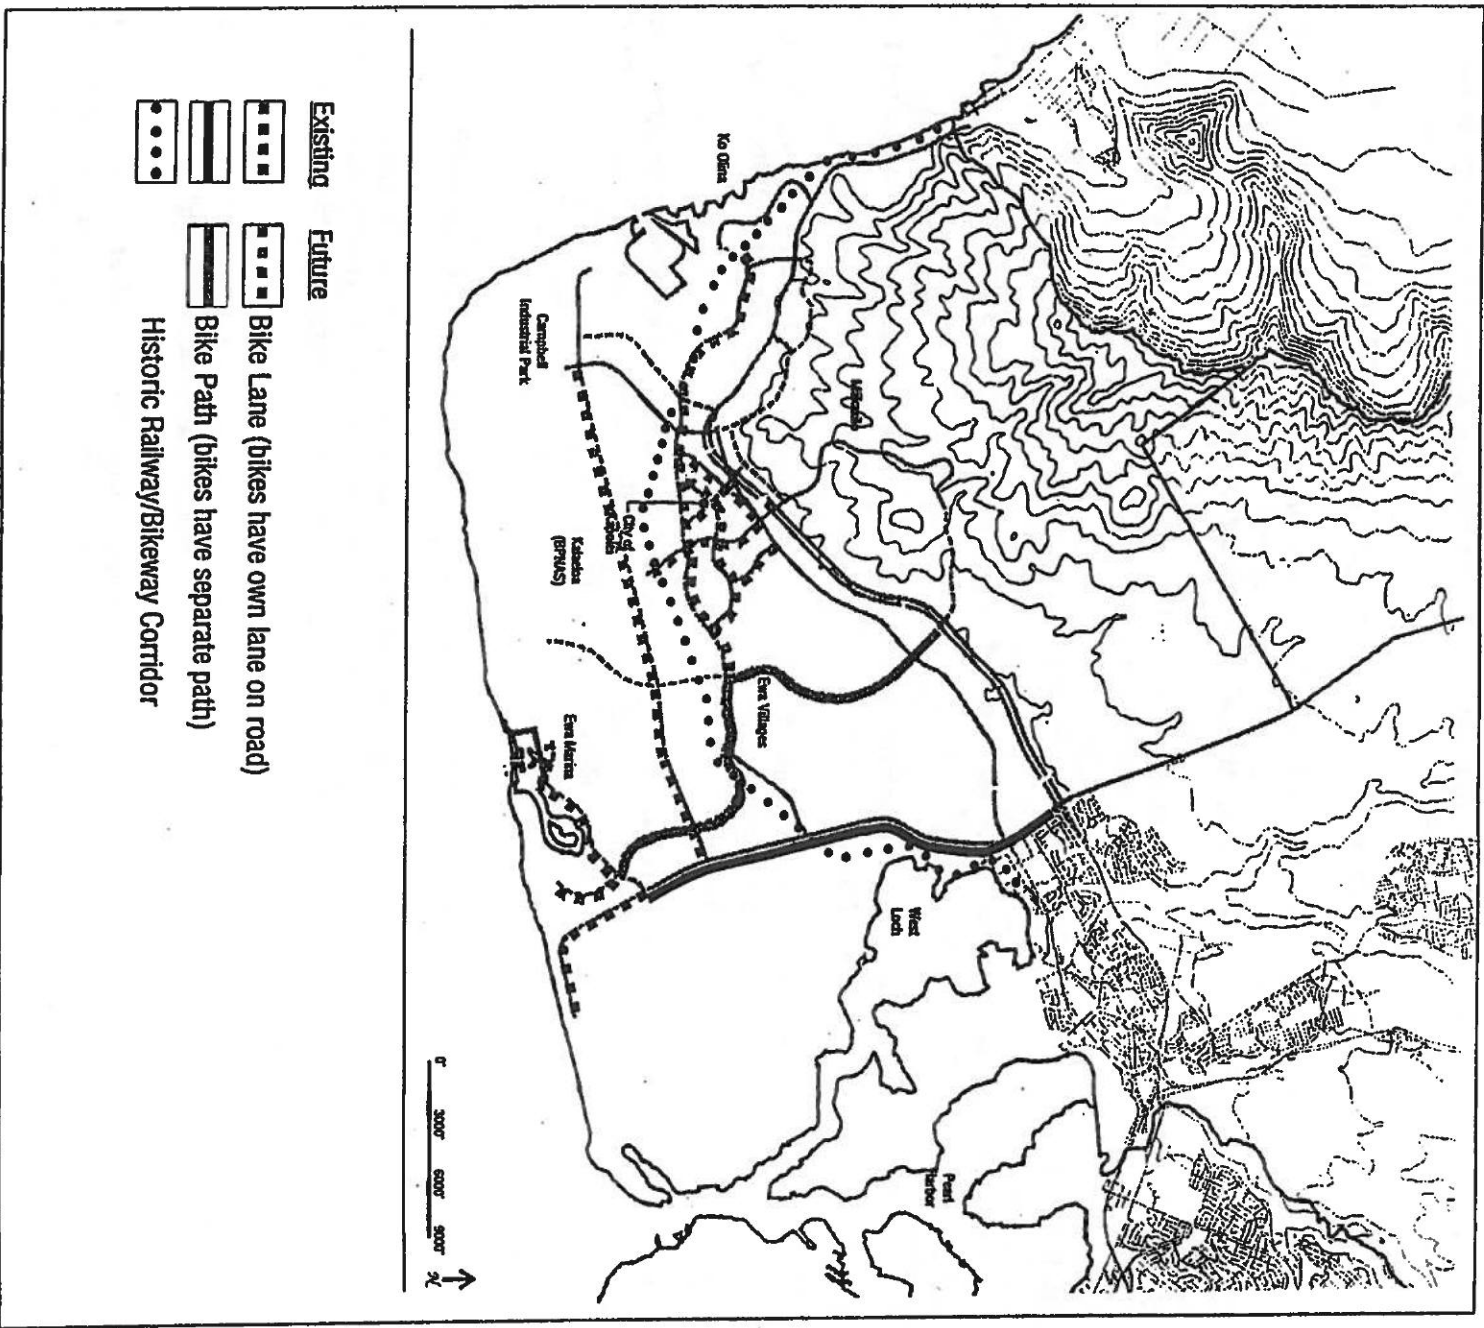 Ko Olina
Makakilo
Campbell
Industrial Park
City of
Kapolei
Kalaeloa
(BPNAS)
Ewa Villages
Ewa Marina
West
Loch
Pearl
Harbor
0'
3000'
6000'
9000'
N
Existing
Future
Bike Lane (bikes have own lane on road)
Bike Path (bikes have separate path)
Historic Railway/Bikeway Corridor